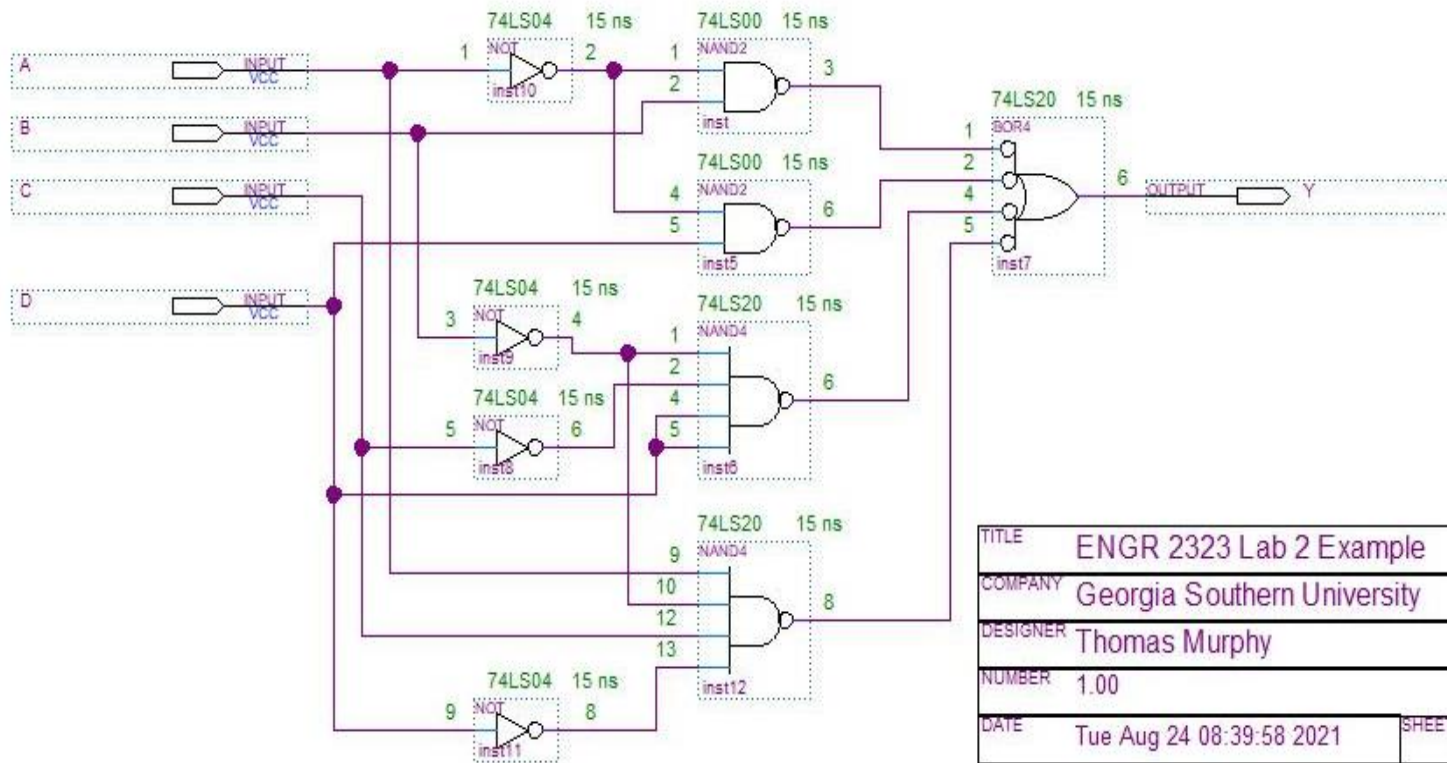 74LS04 15 ns
74LS00 15 ns
A INPUT VCC
1 NOT 2 inst10
1 NAND2 3
2 inst
B INPUT VCC
74LS20 15 ns
1 BOR4
2
4
5
6
inst7
OUTPUT Y
C INPUT VCC
74LS00 15 ns
4 NAND2
5 6
inst5
D INPUT VCC
74LS04 15 ns
3 NOT 4
inst9
74LS20 15 ns
1 NAND4
2
4
5
6
inst6
74LS04 15 ns
5 NOT 6
inst8
74LS20 15 ns
9 NAND4
10
12
13
8
inst12
74LS04 15 ns
9 NOT 8
inst11
TITLE ENGR 2323 Lab 2 Example
COMPANY Georgia Southern University
DESIGNER Thomas Murphy
NUMBER 1.00
DATE Tue Aug 24 08:39:58 2021 SHEE